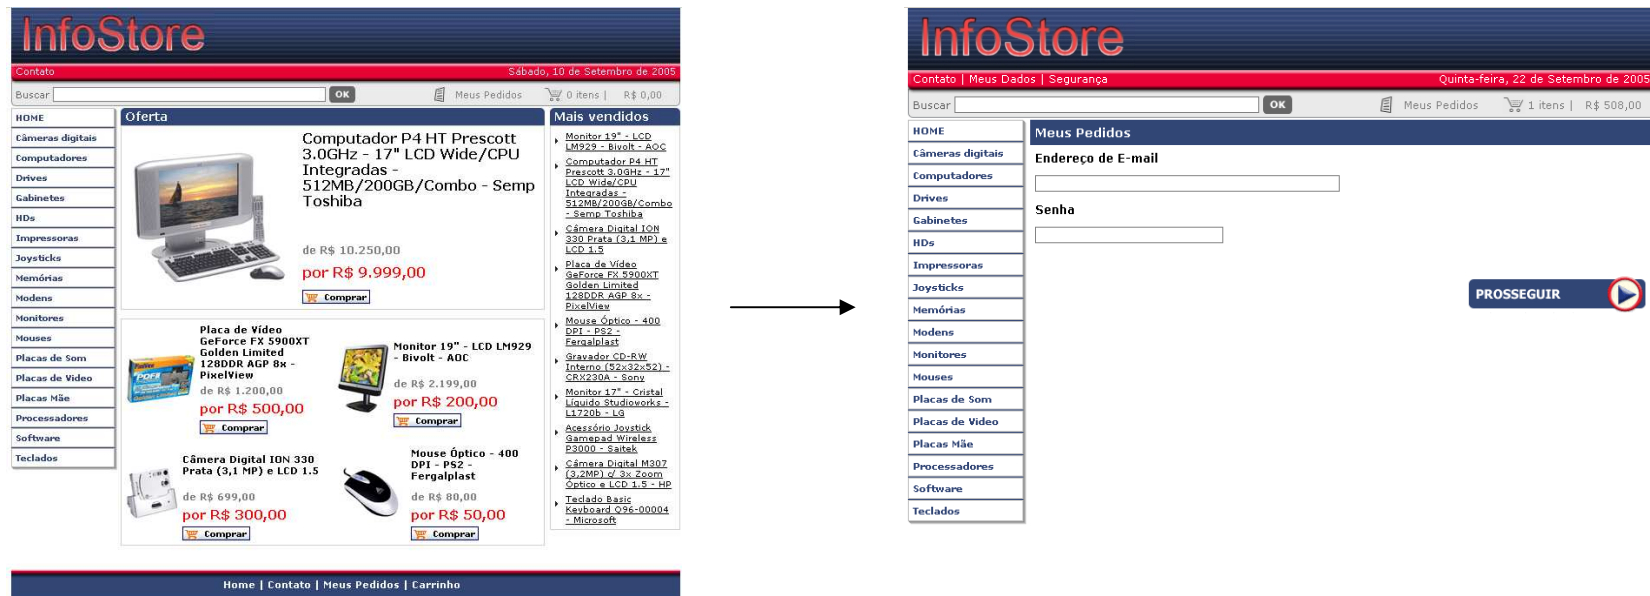 InfoStore
Contato
Sábado, 10 de Setembro de 2005
Buscar
OK
Meus Pedidos
0 itens |
R$ 0,00
HOME
Câmeras digitais
Computadores
Drives
Gabinetes
HDs
Impressoras
Joysticks
Memórias
Modens
Monitores
Mouses
Placas de Som
Placas de Video
Placas Mãe
Processadores
Software
Teclados
Oferta
Computador P4 HT Prescott
3.0GHz - 17" LCD Wide/CPU
Integradas -
512MB/200GB/Combo - Semp
Toshiba
de R$ 10.250,00
por R$ 9.999,00
Comprar
Placa de Vídeo
GeForce FX 5900XT
Golden Limited
128DDR AGP 8x -
PixelView
de R$ 1.200,00
por R$ 500,00
Comprar
Monitor 19" - LCD LM929
- Bivolt - AOC
de R$ 2.199,00
por R$ 200,00
Comprar
Câmera Digital ION 330
Prata (3,1 MP) e LCD 1.5
de R$ 699,00
por R$ 300,00
Comprar
Mouse Óptico - 400
DPI - PS2 -
Fergalplast
de R$ 80,00
por R$ 50,00
Comprar
Mais vendidos
Monitor 19" - LCD
LM929 - Bivolt - AOC
Computador P4 HT
Prescott 3.0GHz - 17"
LCD Wide/CPU
Integradas -
512MB/200GB/Combo
- Semp Toshiba
Câmera Digital ION
330 Prata (3,1 MP) e
LCD 1.5
Placa de Vídeo
GeForce FX 5900XT
Golden Limited
128DDR AGP 8x -
PixelView
Mouse Óptico - 400
DPI - PS2 -
Fergalplast
Gravador CD-RW
Interno (52x32x52) -
CRX230A - Sony
Monitor 17" - Cristal
Líquido Studioworks -
L1720b - LG
Acessório Joystick
Gamepad Wireless
P3000 - Saitek
Câmera Digital M307
(3,2MP) c/ 3x Zoom
Óptico e LCD 1.5 - HP
Teclado Basic
Keyboard Q96-00004
- Microsoft
Home | Contato | Meus Pedidos | Carrinho
InfoStore
Contato | Meus Dados | Segurança
Quinta-feira, 22 de Setembro de 2005
Buscar
OK
Meus Pedidos
1 itens |
R$ 508,00
HOME
Câmeras digitais
Computadores
Drives
Gabinetes
HDs
Impressoras
Joysticks
Memórias
Modens
Monitores
Mouses
Placas de Som
Placas de Video
Placas Mãe
Processadores
Software
Teclados
Meus Pedidos
Endereço de E-mail
Senha
PROSSEGUIR